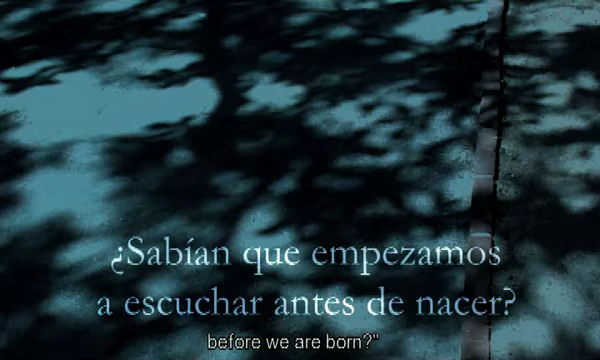 ¿Sabían que empezamos
a escuchar antes de nacer?
before we are born?"